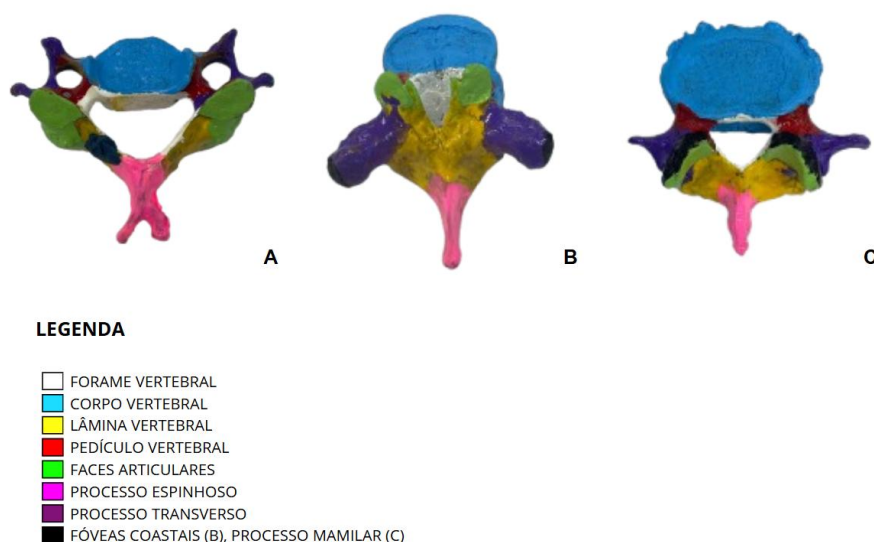 A
B
C
LEGENDA
FORAME VERTEBRAL
CORPO VERTEBRAL
LÂMINA VERTEBRAL
PEDÍCULO VERTEBRAL
FACES ARTICULARES
PROCESSO ESPINHOSO
PROCESSO TRANSVERSO
FÓVEAS COASTAIS (B), PROCESSO MAMILAR (C)